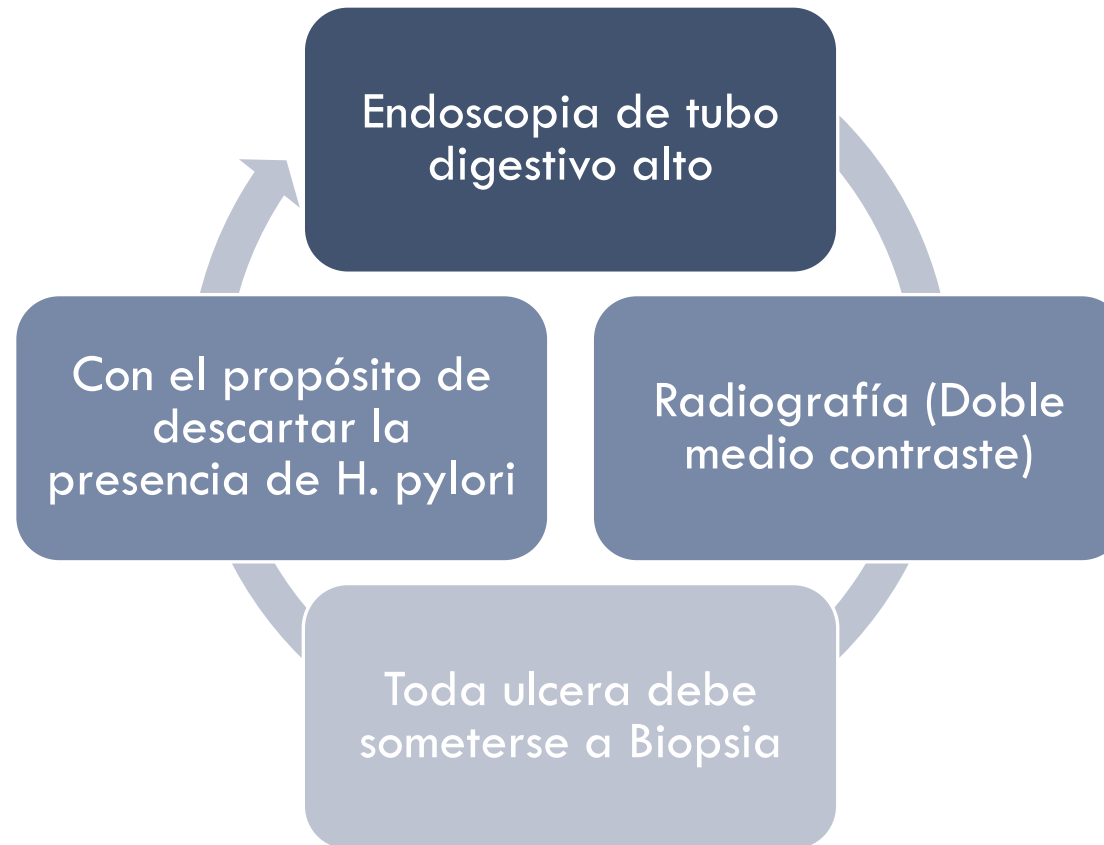 Endoscopia de tubo
digestivo alto
Radiografía (Doble
medio contraste)
Toda ulcera debe
someterse a Biopsia
Con el propósito de
descartar la
presencia de H. pylori